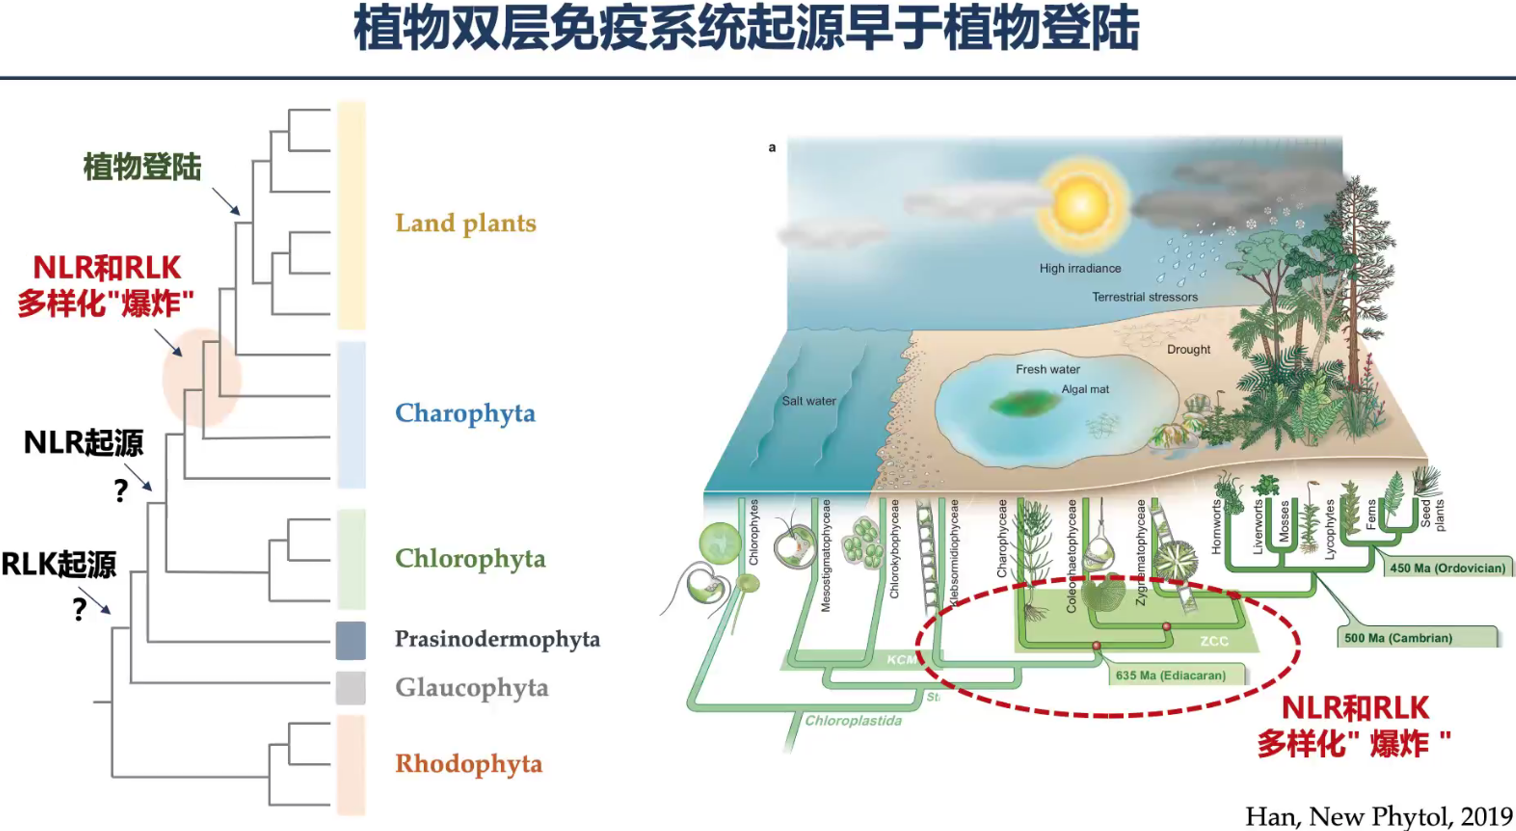 植物双层免疫系统起源早于植物登陆
植物登陆
NLR和RLK
多样化"爆炸"
NLR起源
?
RLK起源
?
Land plants
Charophyta
Chlorophyta
Prasinodermophyta
Glaucophyta
Rhodophyta
a
High irradiance
Terrestrial stressors
Drought
Fresh water
Algal mat
Salt water
Chlorophytes
Mesostigmatophyceae
Chlorokybophyceae
Klebsormidiophyceae
Charophyceae
Coleochaetophyceae
Zygnematophyceae
Hornworts
Liverworts
Mosses
Lycophytes
Ferns
Seed
plants
450 Ma (Ordovician)
500 Ma (Cambrian)
ZCC
KCM
635 Ma (Ediacaran)
St.
Chloroplastida
NLR和RLK
多样化" 爆炸 "
Han, New Phytol, 2019